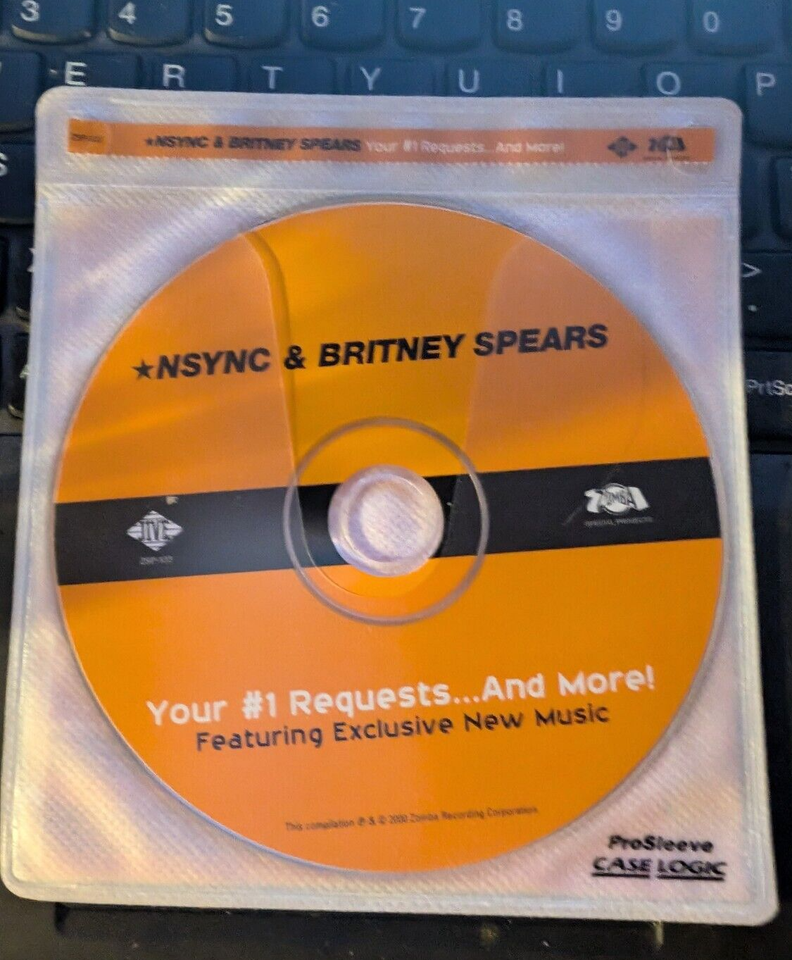 3 4 5 6 7 8 9 0
E R T Y U I O P
★NSYNC & BRITNEY SPEARS Your #1 Requests...And More!
ZOMBA
S
>
.
PrtSc
★NSYNC & BRITNEY SPEARS
JIVE
ZOMBA
SPECIAL PROJECTS
Your #1 Requests...And More!
Featuring Exclusive New Music
This compilation ℗ & © 2000 Zomba Recording Corporation
ProSleeve
CASE LOGIC